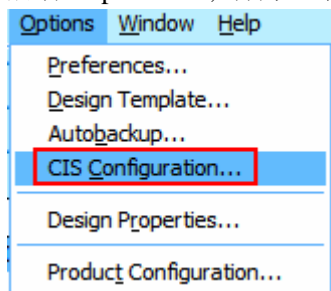 Options Window Help
Preferences...
Design Template...
Autobackup...
CIS Configuration...
Design Properties...
Product Configuration...